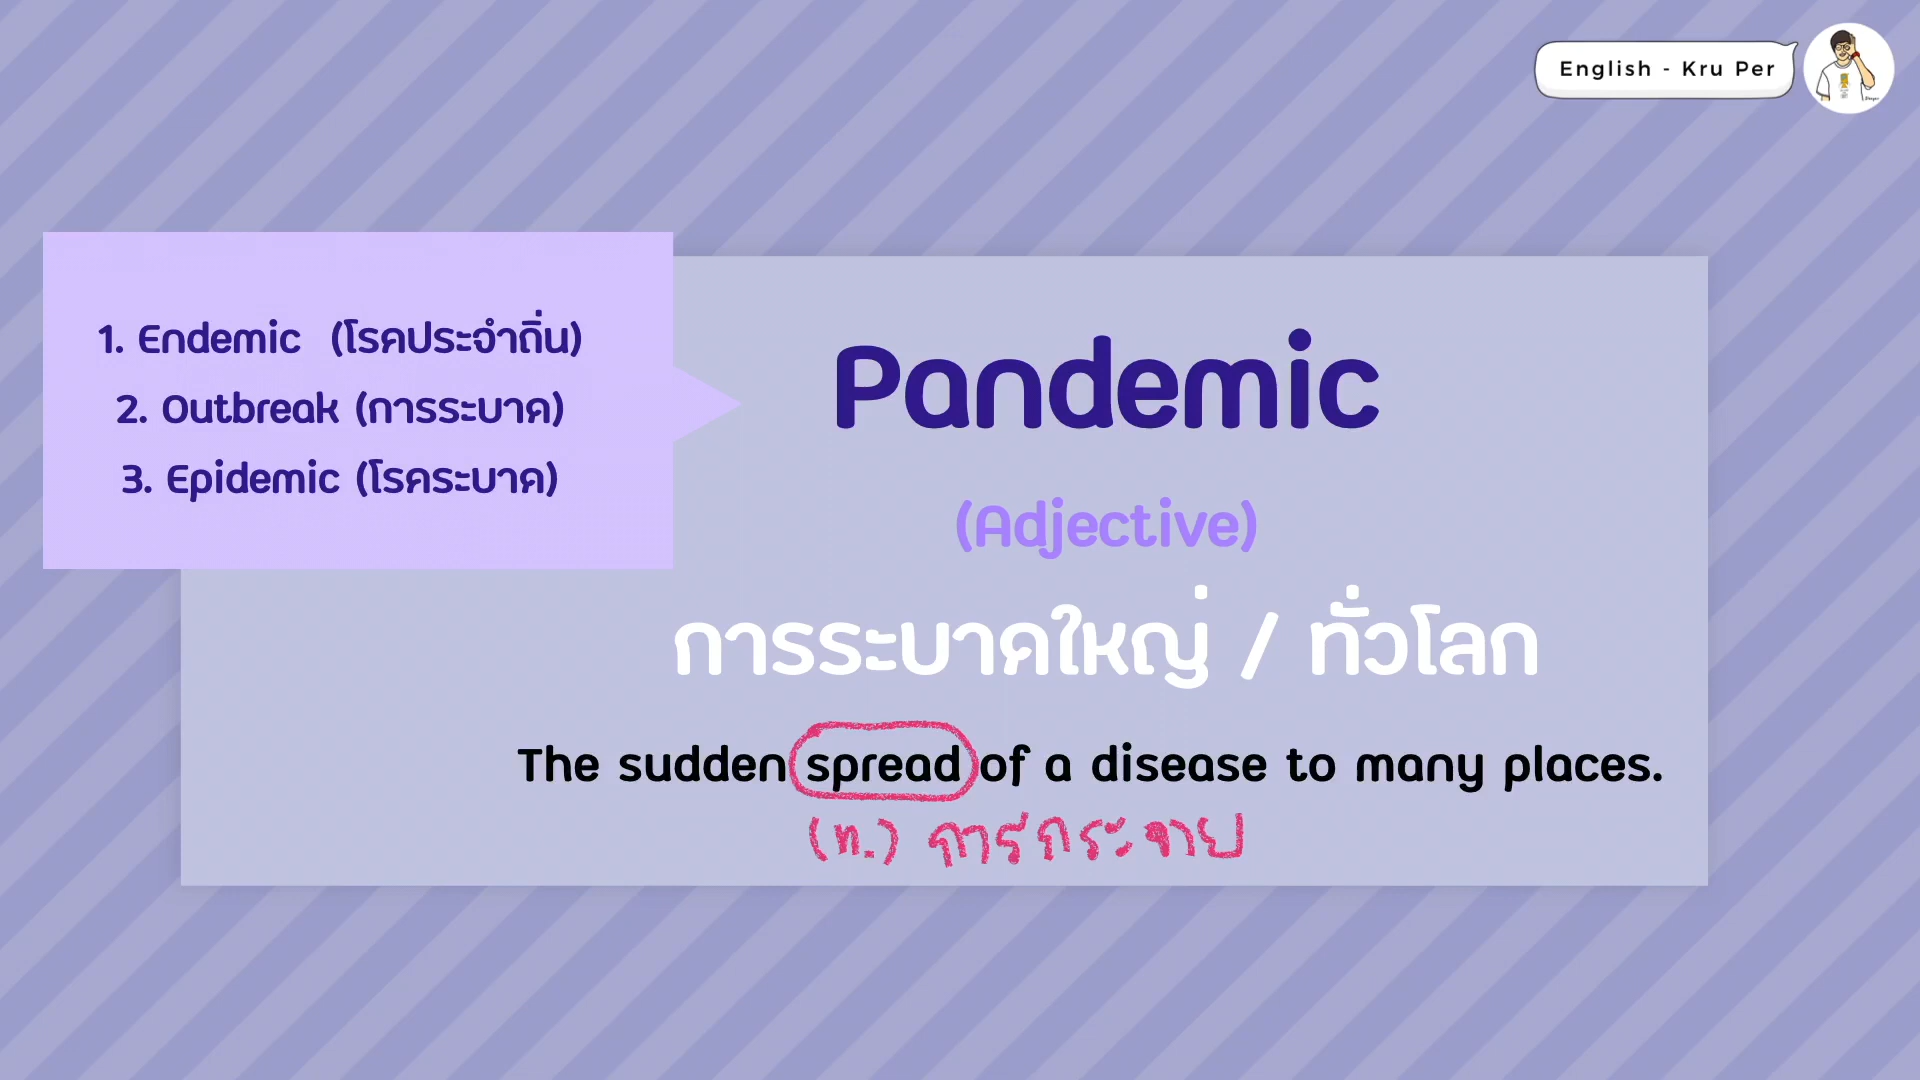 English - Kru Per
1. Endemic (โรคประจำถิ่น)
2. Outbreak (การระบาด)
3. Epidemic (โรคระบาด)
Pandemic
(Adjective)
การระบาดใหญ่ / ทั่วโลก
The sudden spread of a disease to many places.
(n.) การกระจาย